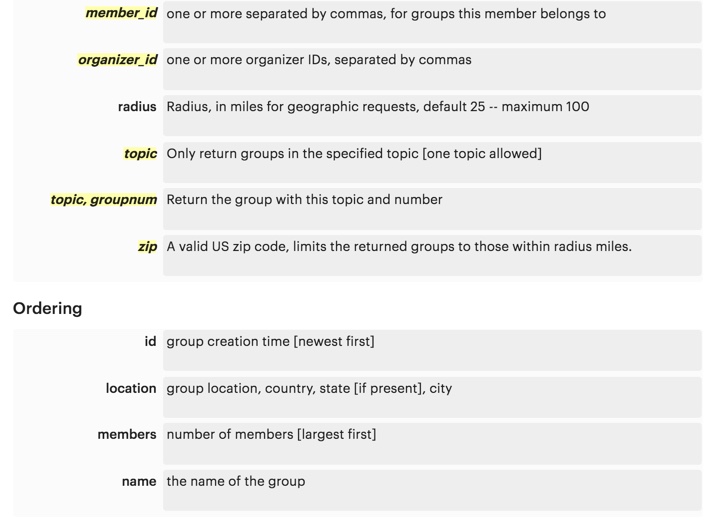 member_id one or more separated by commas, for groups this member belongs to
organizer_id one or more organizer IDs, separated by commas
radius Radius, in miles for geographic requests, default 25 -- maximum 100
topic Only return groups in the specified topic [one topic allowed]
topic, groupnum Return the group with this topic and number
zip A valid US zip code, limits the returned groups to those within radius miles.
Ordering
id group creation time [newest first]
location group location, country, state [if present], city
members number of members [largest first]
name the name of the group